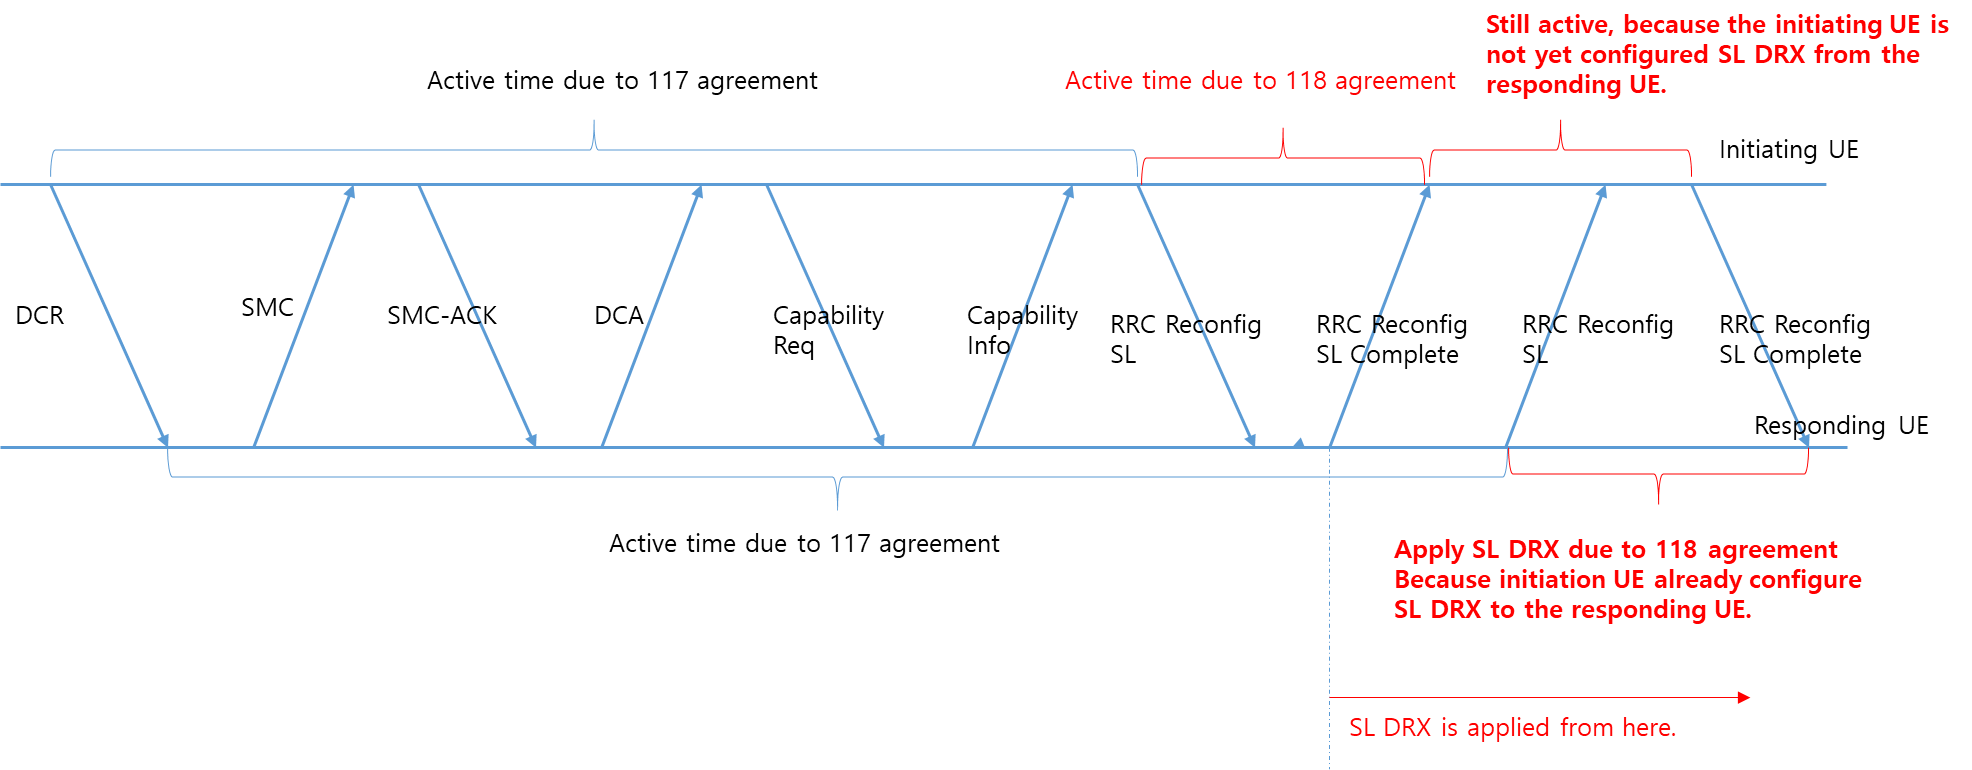 Still active, because the initiating UE is
not yet configured SL DRX from the
responding UE.
Active time due to 117 agreement
Active time due to 118 agreement
Initiating UE
DCR
SMC
SMC-ACK
DCA
Capability
Req
Capability
Info
RRC Reconfig
SL
RRC Reconfig
SL Complete
RRC Reconfig
SL
RRC Reconfig
SL Complete
Responding UE
Active time due to 117 agreement
Apply SL DRX due to 118 agreement
Because initiation UE already configure
SL DRX to the responding UE.
SL DRX is applied from here.